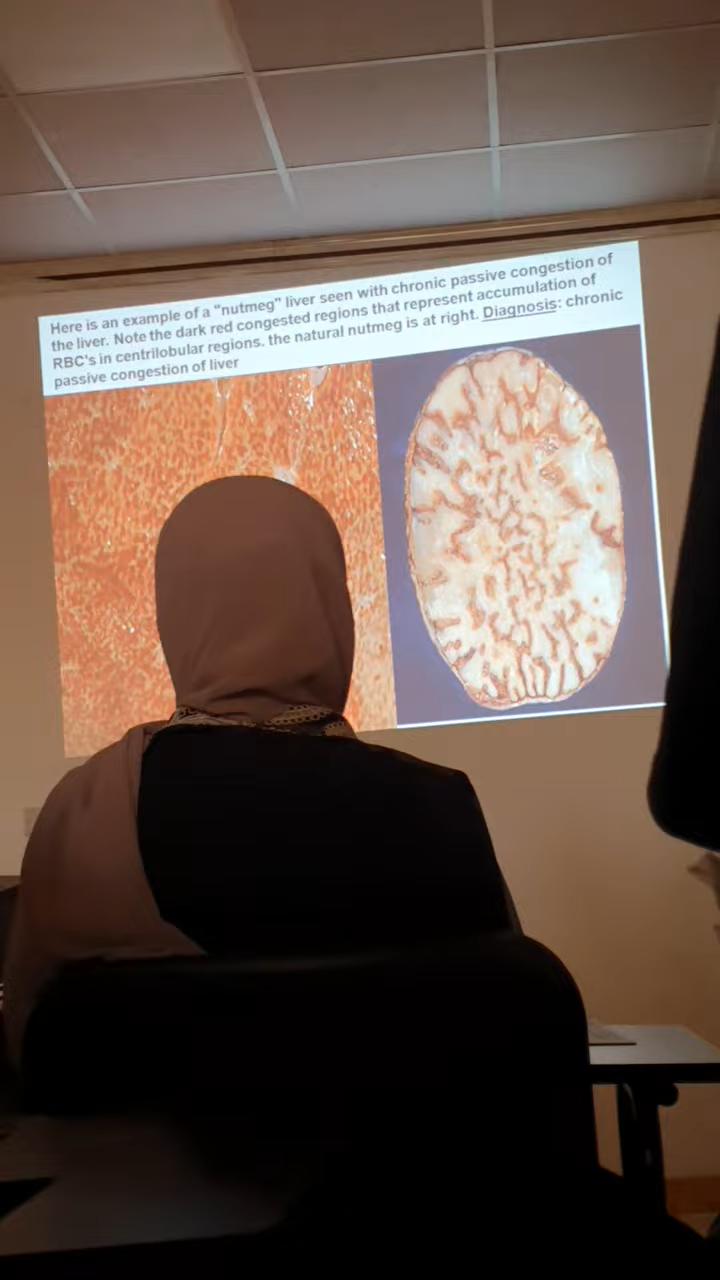 Here is an example of a "nutmeg" liver seen with chronic passive congestion of
the liver. Note the dark red congested regions that represent accumulation of
RBC's in centrilobular regions. the natural nutmeg is at right. Diagnosis: chronic
passive congestion of liver